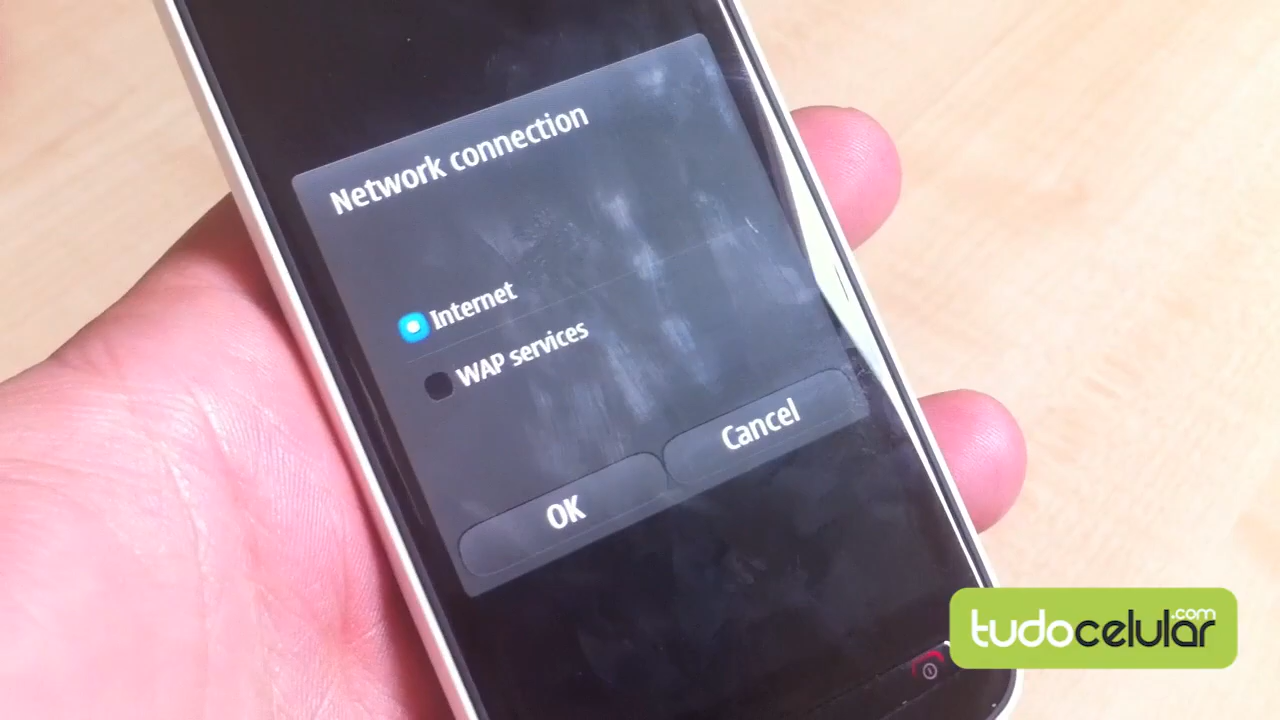 Network connection
Internet
WAP services
OK
Cancel
tudocelular.com